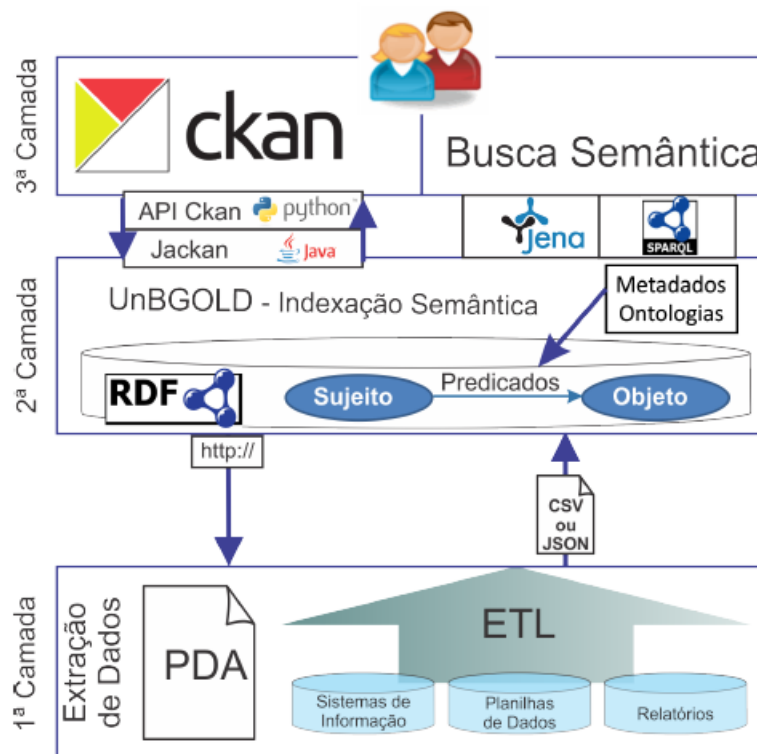 3ª Camada
ckan
Busca Semântica
API Ckan python
Jackan Java
Jena
SPARQL
2ª Camada
UnBGOLD - Indexação Semântica
Metadados
Ontologias
RDF
Sujeito
Predicados
Objeto
http://
CSV
ou
JSON
1ª Camada
Extração
de Dados
PDA
ETL
Sistemas de
Informação
Planilhas
de Dados
Relatórios